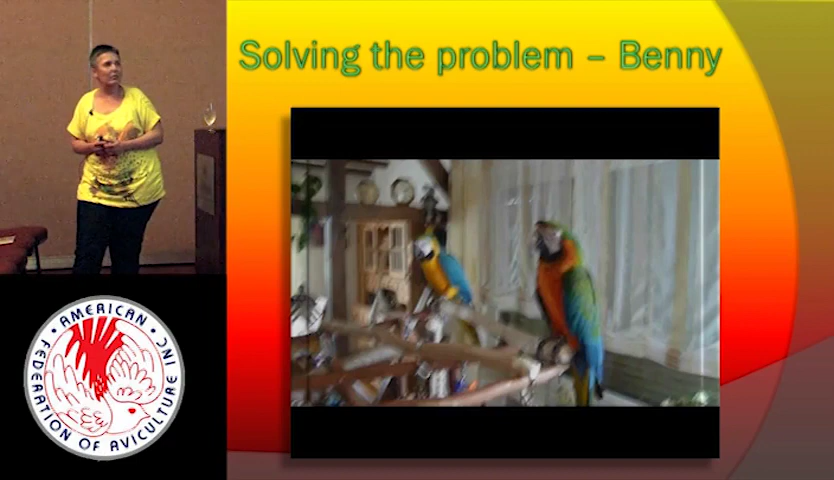 Solving the problem – Benny
AMERICAN
FEDERATION OF AVICULTURE INC